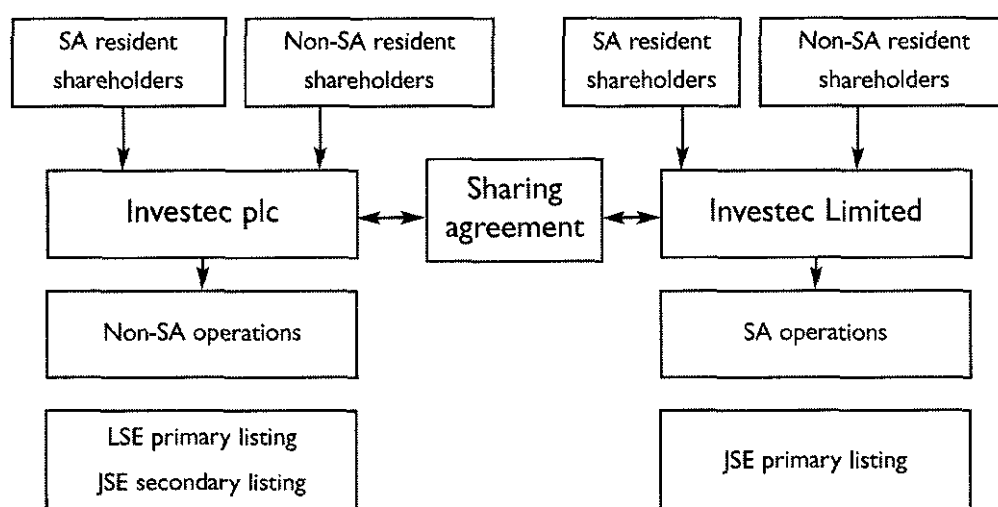 SA resident
shareholders
Non-SA resident
shareholders
SA resident
shareholders
Non-SA resident
shareholders
Investec plc
Sharing
agreement
Investec Limited
Non-SA operations
SA operations
LSE primary listing
JSE secondary listing
JSE primary listing